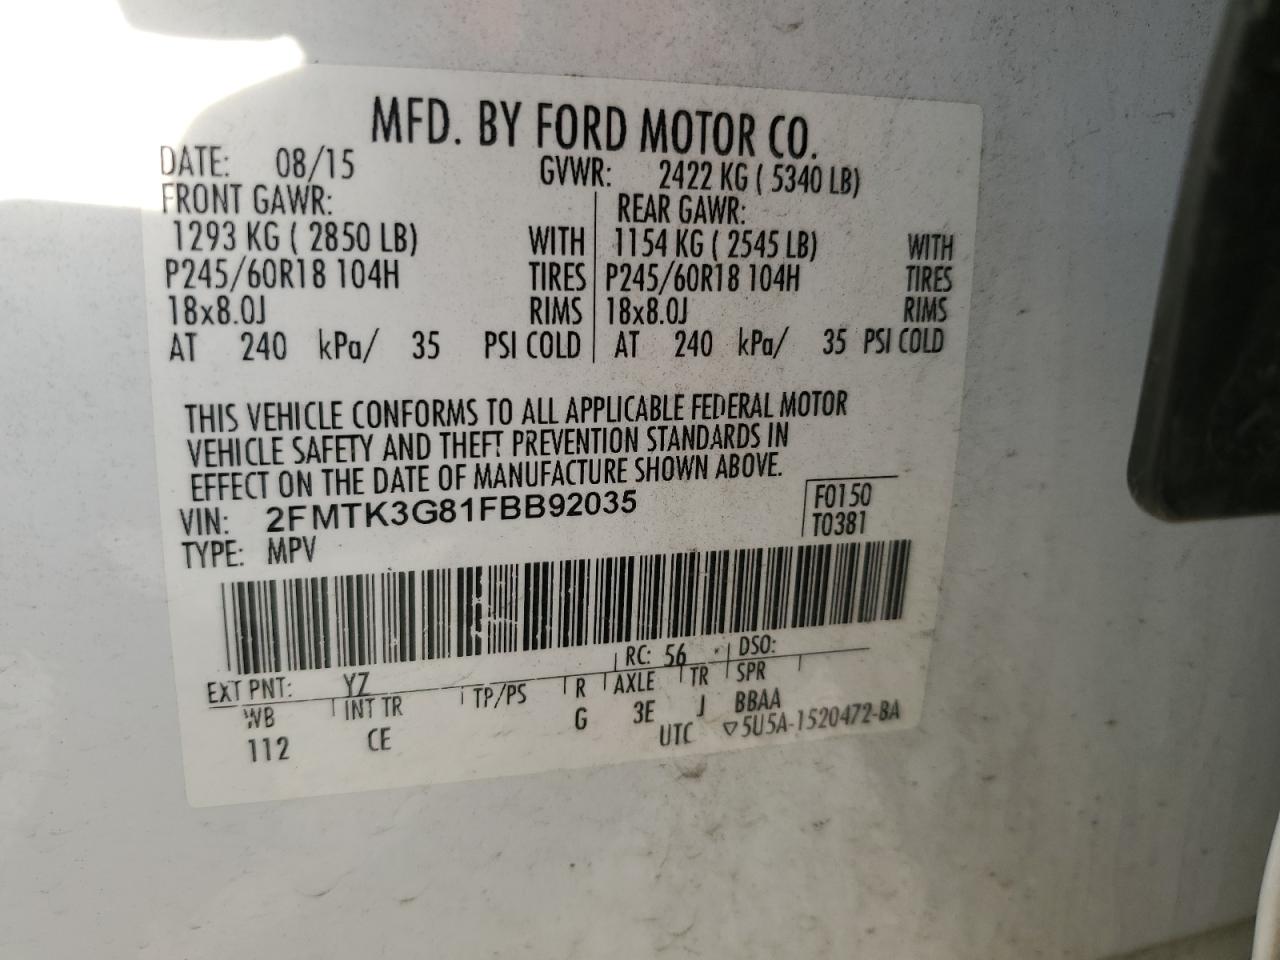 MFD. BY FORD MOTOR CO.
DATE: 08/15 GVWR: 2422 KG ( 5340 LB)
FRONT GAWR: REAR GAWR:
1293 KG ( 2850 LB) WITH 1154 KG ( 2545 LB) WITH
P245/60R18 104H TIRES P245/60R18 104H TIRES
18x8.0J RIMS 18x8.0J RIMS
AT 240 kPa/ 35 PSI COLD AT 240 kPa/ 35 PSI COLD
THIS VEHICLE CONFORMS TO ALL APPLICABLE FEDERAL MOTOR
VEHICLE SAFETY AND THEFT PREVENTION STANDARDS IN
EFFECT ON THE DATE OF MANUFACTURE SHOWN ABOVE.
VIN: 2FMTK3G81FBB92035 F0150
TYPE: MPV T0381
EXT PNT: YZ RC: 56 DSO:
WB INT TR TP/PS R AXLE TR SPR
112 CE G 3E J BBAA
UTC ▽5U5A-1520472-BA